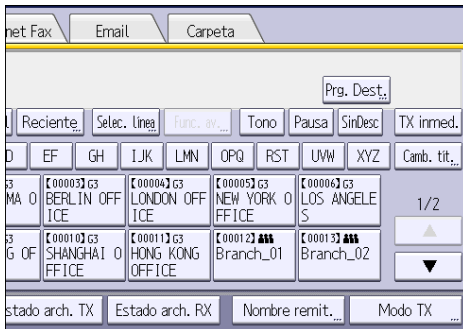 net Fax Email Carpeta
Prg. Dest.
Reciente Selec. línea Func. av. Tono Pausa SinDesc TX inmed.
D EF GH IJK LMN OPQ RST UVW XYZ Camb. tít.
53 [00003]G3 [00004]G3 [00005]G3 [00006]G3
MA O BERLIN OFF LONDON OFF NEW YORK O LOS ANGELE 1/2
ICE ICE FFICE S
53 [00010]G3 [00011]G3 [00012] [00013]
G OF SHANGHAI O HONG KONG Branch_01 Branch_02
FFICE OFFICE
stado arch. TX Estado arch. RX Nombre remit. Modo TX